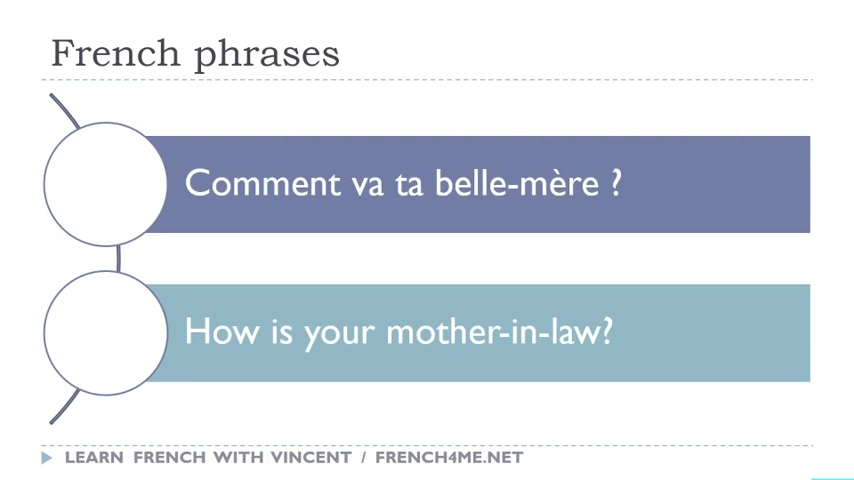 French phrases
Comment va ta belle-mère ?
How is your mother-in-law?
LEARN FRENCH WITH VINCENT / FRENCH4ME.NET